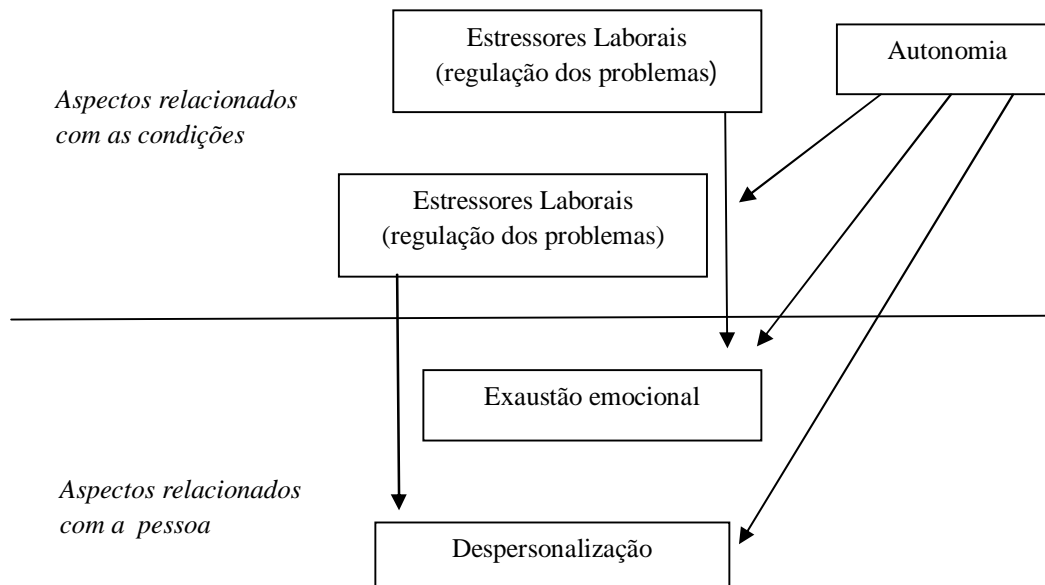 Estressores Laborais
(regulação dos problemas)
Autonomia
Aspectos relacionados
com as condições
Estressores Laborais
(regulação dos problemas)
Exaustão emocional
Aspectos relacionados
com a pessoa
Despersonalização